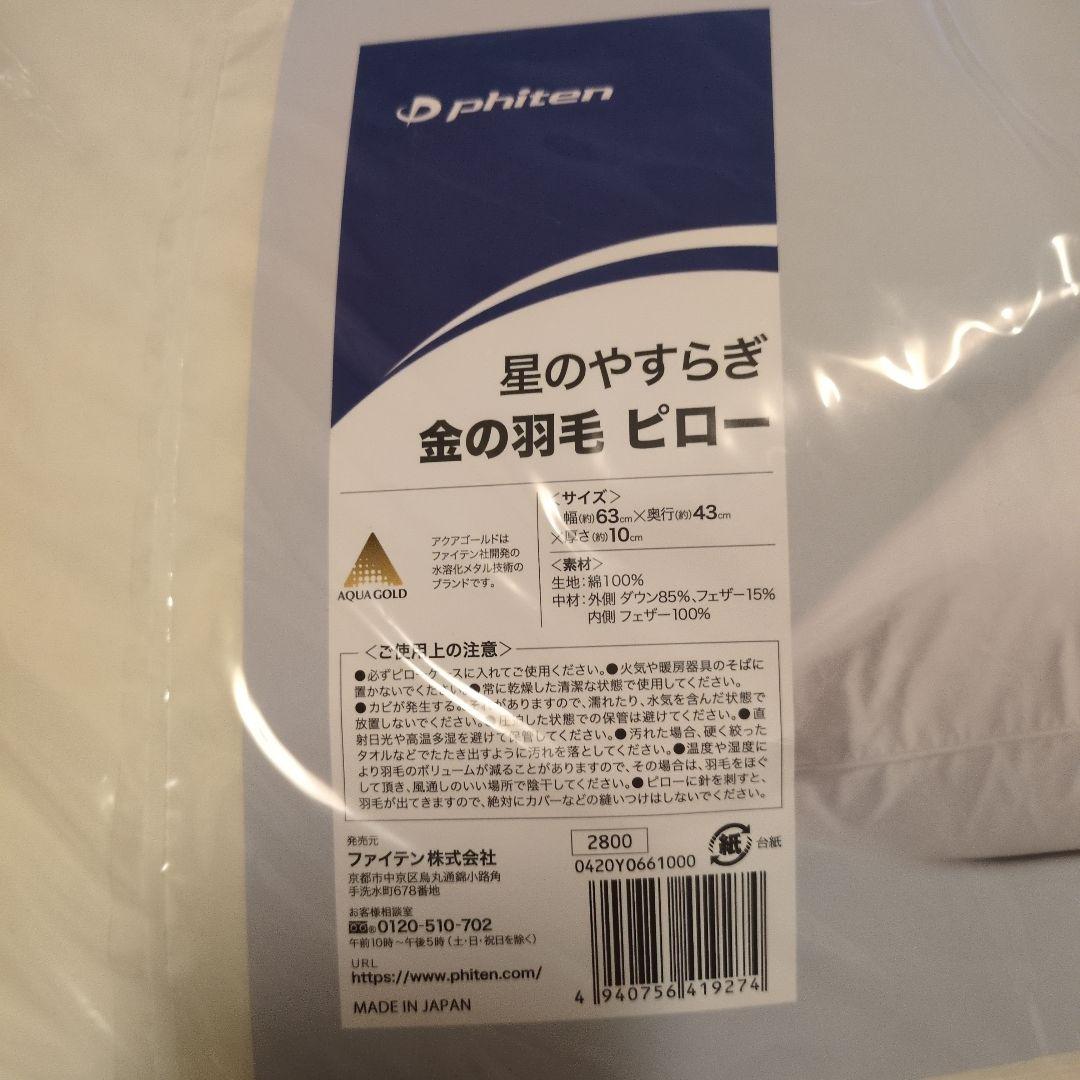 phiten
星のやすらぎ
金の羽毛 ピロー
アクアゴールドは
ファイテン社開発の
水溶化メタル技術の
ブランドです。
AQUA GOLD
<サイズ>
幅(約)63cm×奥行(約)43cm
×厚さ(約)10cm
<素材>
生地:綿100%
中材:外側 ダウン85%、フェザー15%
内側 フェザー100%
<ご使用上の注意>
●必ずピローケースに入れてご使用ください。●火気や暖房器具のそばに
置かないでください。●常に乾燥した清潔な状態で使用してください。
●カビが発生する恐れがありますので、濡れたり、水気を含んだ状態で
放置しないでください。●圧縮した状態での保管は避けてください。●直
射日光や高温多湿を避けて保管してください。●汚れた場合、硬く絞った
タオルなどでたたき出すように汚れを落としてください。●温度や湿度に
より羽毛のボリュームが減ることがありますので、その場合は、羽毛をほぐ
して頂き、風通しのいい場所で陰干してください。●ピローに針を刺すと、
羽毛が出てきますので、絶対にカバーなどの縫いつけはしないでください。
発売元
ファイテン株式会社
京都市中京区烏丸通錦小路角
手洗水町678番地
お客様相談室
0120-510-702
午前10時〜午後5時(土・日・祝日を除く)
URL
https://www.phiten.com/
MADE IN JAPAN
2800
0420Y0661000
紙 台紙
4 940756 419274